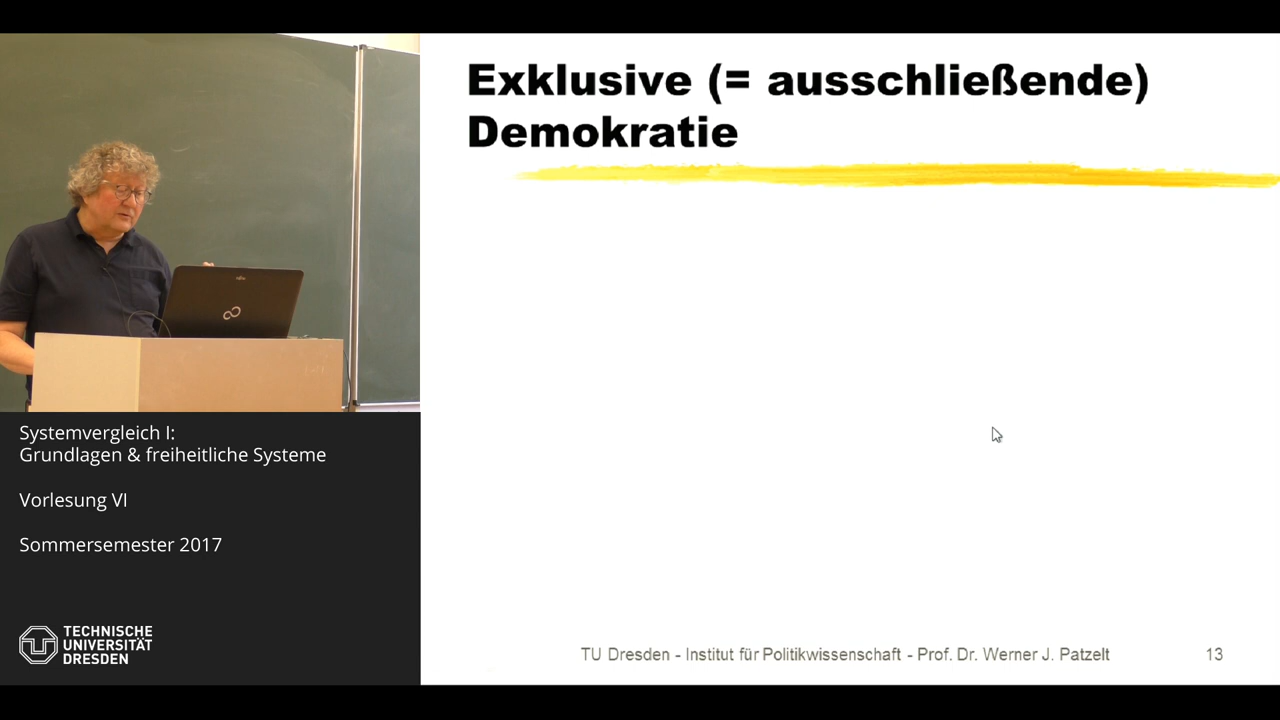 Exklusive (= ausschließende)
Demokratie
Systemvergleich I:
Grundlagen & freiheitliche Systeme
Vorlesung VI
Sommersemester 2017
TECHNISCHE
UNIVERSITÄT
DRESDEN
TU Dresden - Institut für Politikwissenschaft - Prof. Dr. Werner J. Patzelt
13